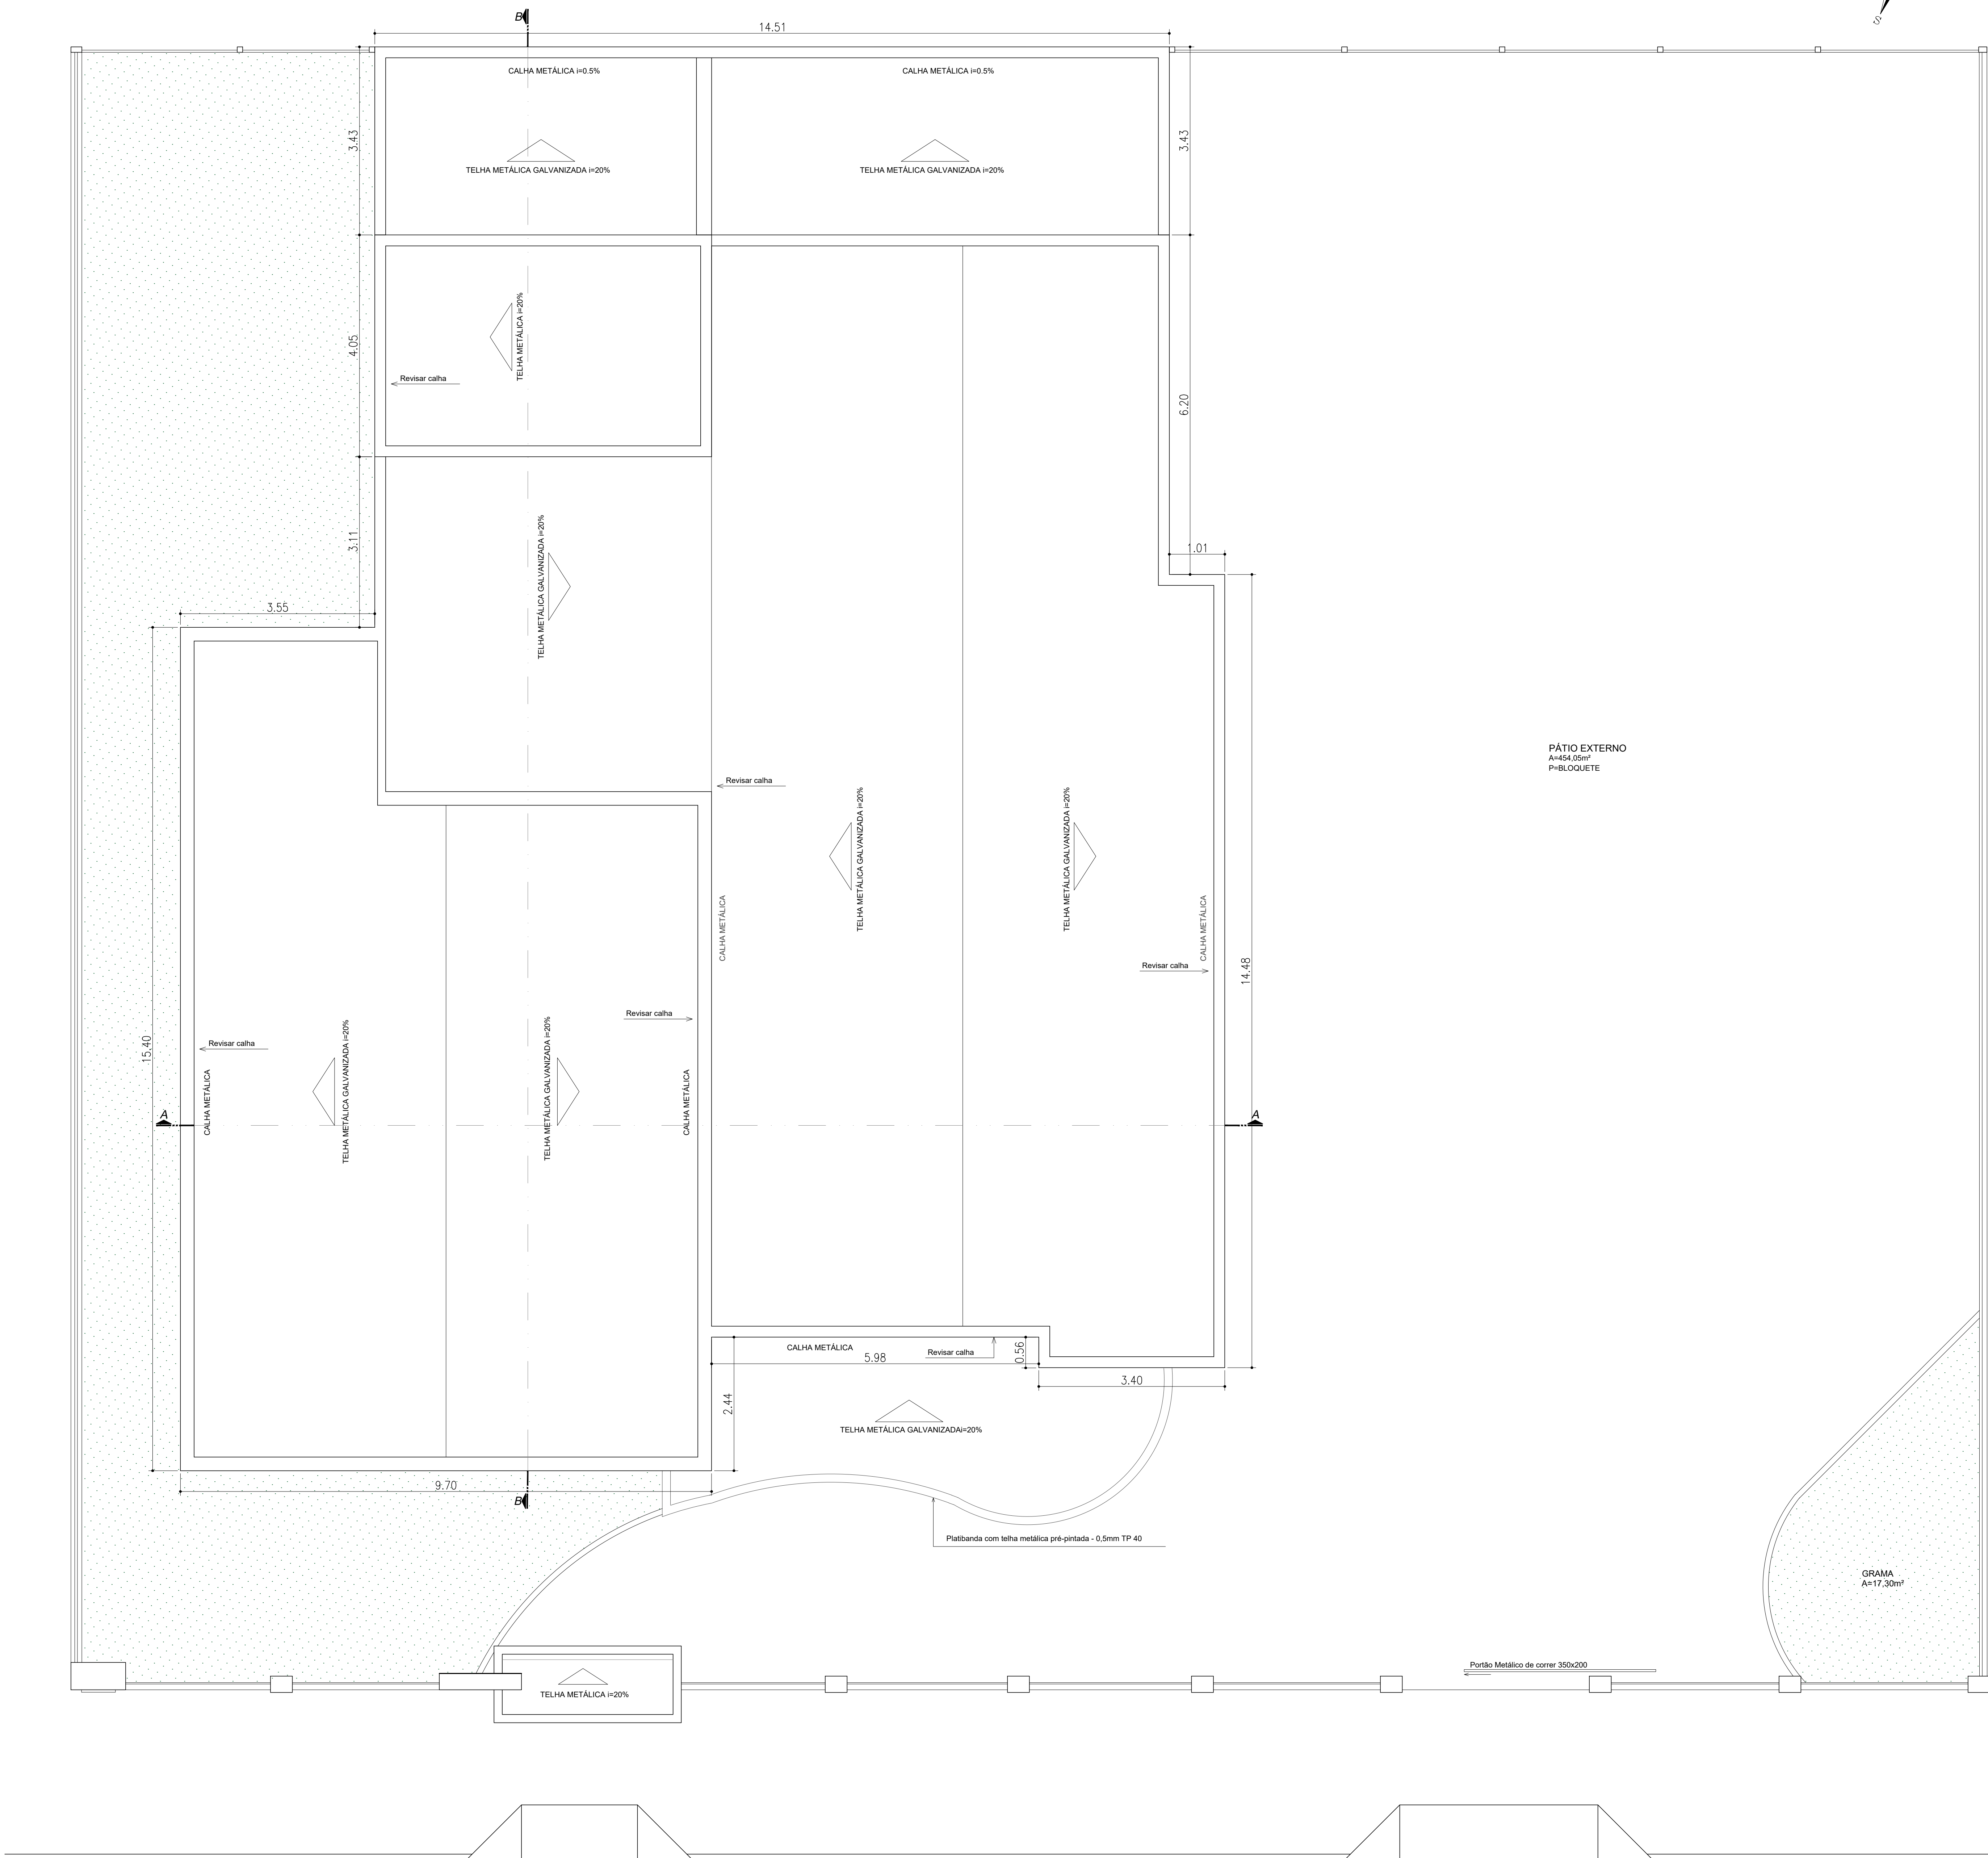 B
S
14.51
CALHA METÁLICA i=0.5%
CALHA METÁLICA i=0.5%
3.43
3.43
TELHA METÁLICA GALVANIZADA i=20%
TELHA METÁLICA GALVANIZADA i=20%
4.05
TELHA METÁLICA i=20%
Revisar calha
6.20
3.11
TELHA METÁLICA GALVANIZADA i=20%
1.01
3.55
PÁTIO EXTERNO
A=454,05m²
P=BLOQUETE
Revisar calha
TELHA METÁLICA GALVANIZADA i=20%
TELHA METÁLICA GALVANIZADA i=20%
CALHA METÁLICA
CALHA METÁLICA
Revisar calha
14.48
Revisar calha
Revisar calha
15.40
CALHA METÁLICA
TELHA METÁLICA GALVANIZADA i=20%
TELHA METÁLICA GALVANIZADA i=20%
CALHA METÁLICA
A
A
CALHA METÁLICA
Revisar calha
0.56
5.98
3.40
2.44
TELHA METÁLICA GALVANIZADAi=20%
9.70
B
Platibanda com telha metálica pré-pintada - 0,5mm TP 40
GRAMA
A=17,30m²
Portão Metálico de correr 350x200
TELHA METÁLICA i=20%